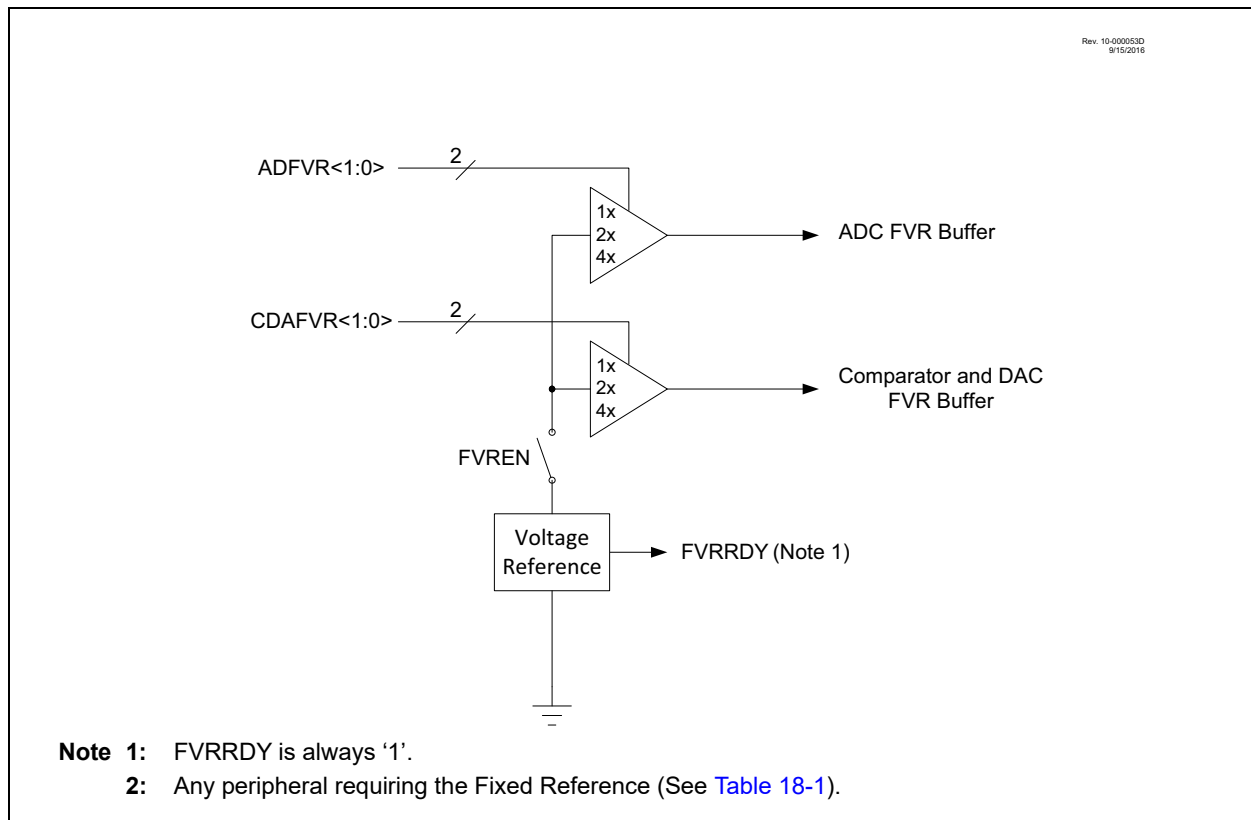 Rev. 10-000053D
9/15/2016
ADFVR<1:0>
2
1x
2x
4x
ADC FVR Buffer
CDAFVR<1:0>
2
1x
2x
4x
Comparator and DAC
FVR Buffer
FVREN
Voltage
Reference
FVRRDY (Note 1)
Note 1: FVRRDY is always ‘1’.
2: Any peripheral requiring the Fixed Reference (See Table 18-1).